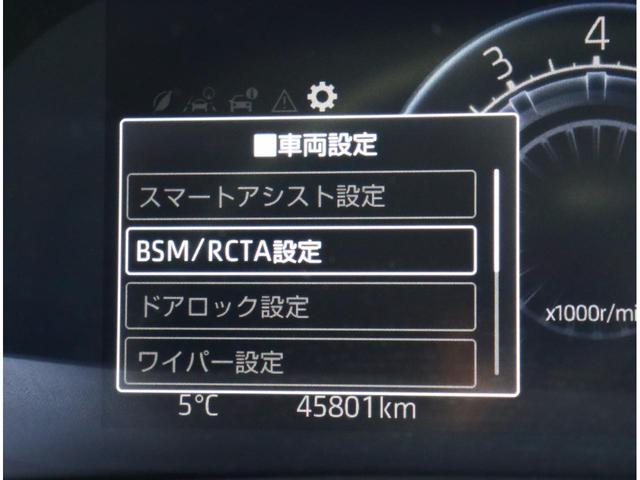 3 4
■車両設定
スマートアシスト設定
BSM/RCTA設定
ドアロック設定
ワイパー設定
x1000r/mi
5℃ 45801km